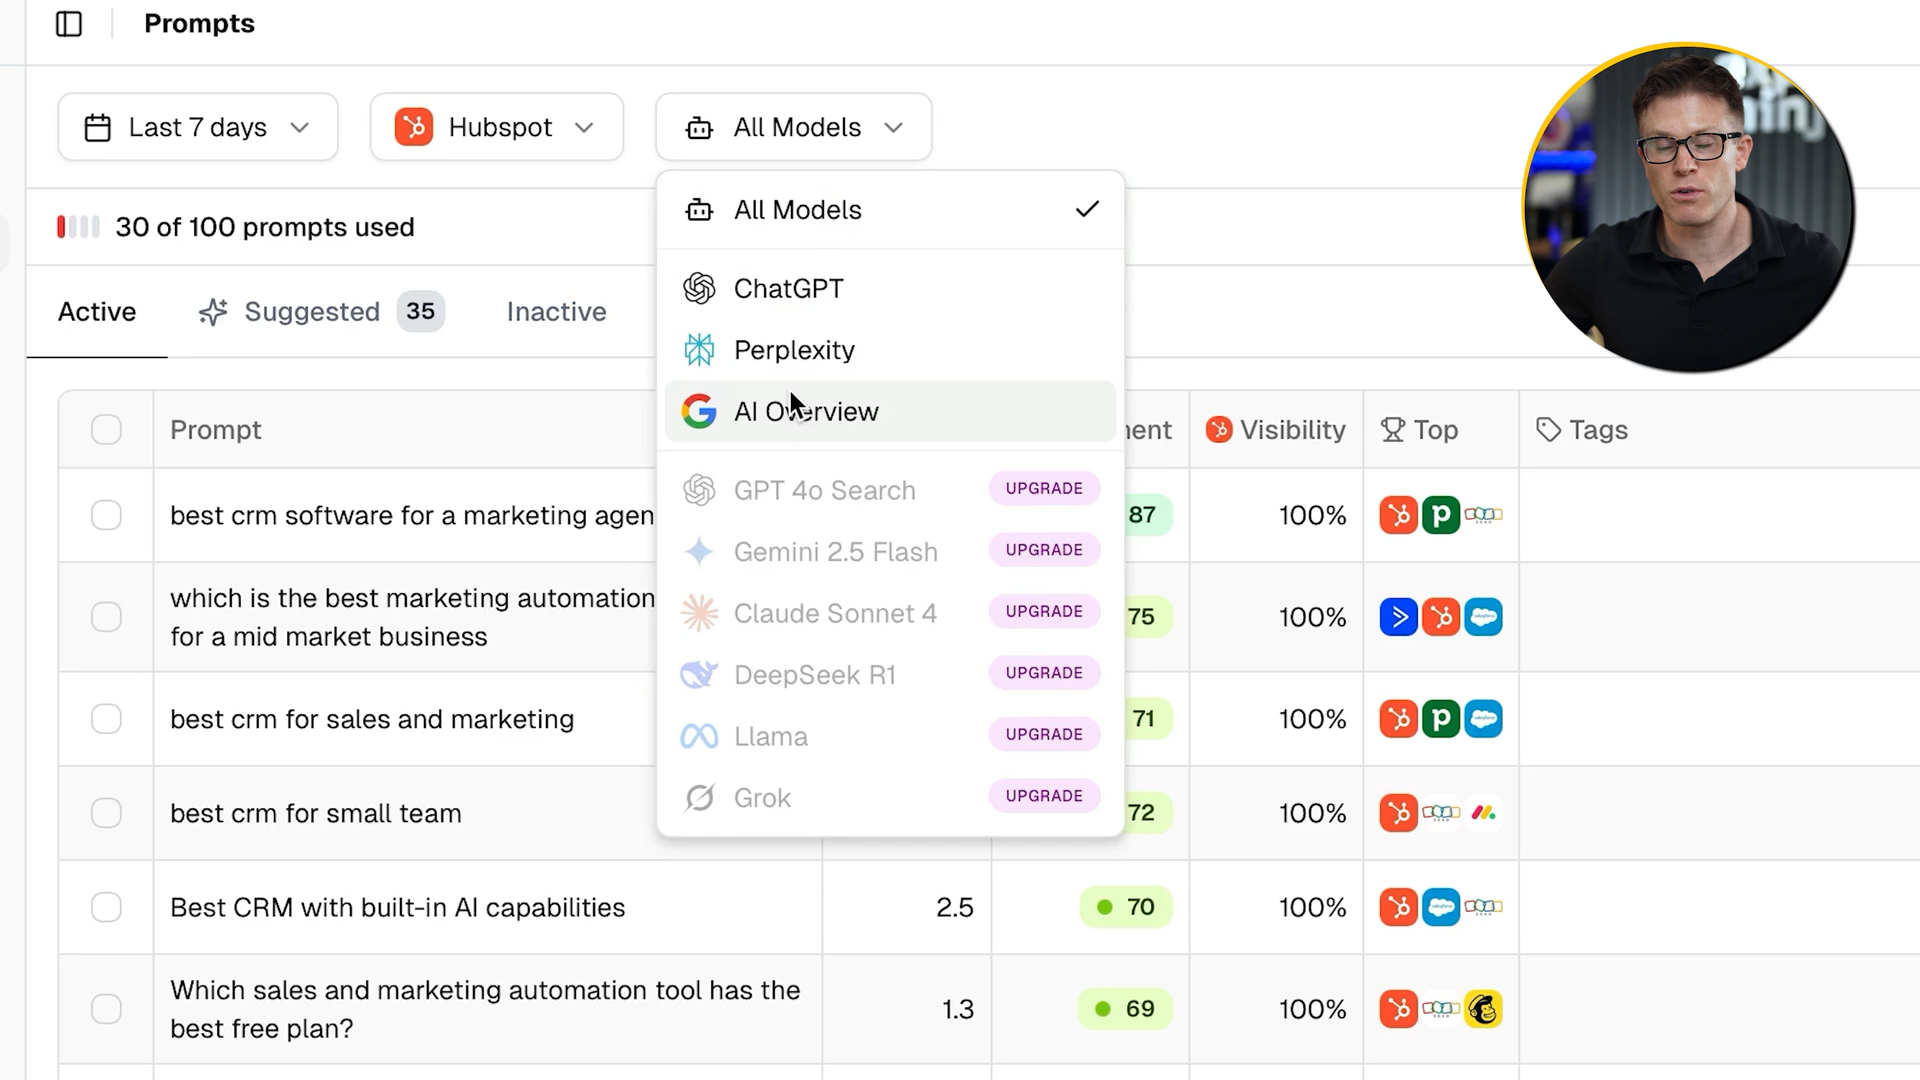 Prompts
Last 7 days
Hubspot
All Models
30 of 100 prompts used
Active
Suggested 35
Inactive
All Models
ChatGPT
Perplexity
AI Overview
GPT 4o Search UPGRADE
Gemini 2.5 Flash UPGRADE
Claude Sonnet 4 UPGRADE
DeepSeek R1 UPGRADE
Llama UPGRADE
Grok UPGRADE
Prompt
Visibility
Top
Tags
best crm software for a marketing agen
87
100%
which is the best marketing automation
for a mid market business
75
100%
best crm for sales and marketing
71
100%
best crm for small team
72
100%
Best CRM with built-in AI capabilities
2.5
70
100%
Which sales and marketing automation tool has the
best free plan?
1.3
69
100%